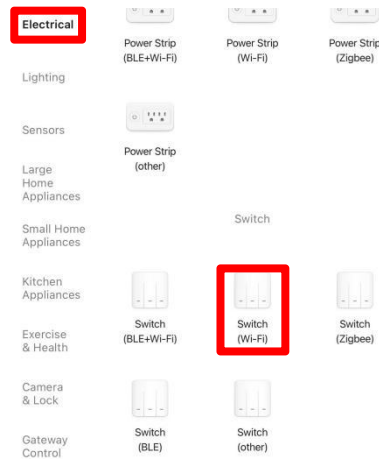 Electrical
Lighting
Sensors
Large
Home
Appliances
Small Home
Appliances
Kitchen
Appliances
Exercise
& Health
Camera
& Lock
Gateway
Control
Power Strip
(BLE+Wi-Fi)
Power Strip
(Wi-Fi)
Power Strip
(Zigbee)
Power Strip
(other)
Switch
Switch
(BLE+Wi-Fi)
Switch
(Wi-Fi)
Switch
(Zigbee)
Switch
(BLE)
Switch
(other)